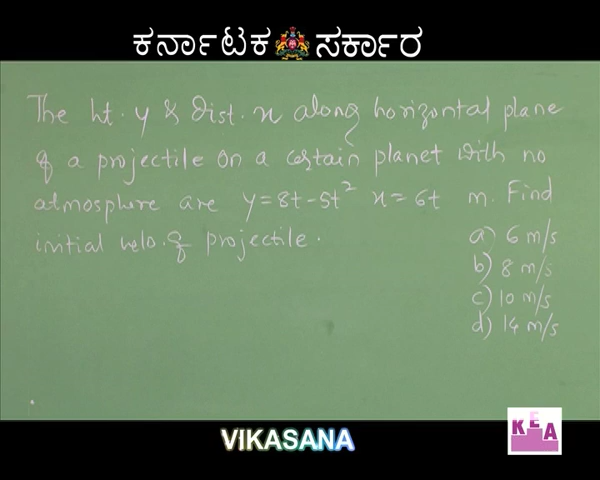 ಕರ್ನಾಟಕ ಸರ್ಕಾರ
The ht. y & dist. x along horizontal plane
of a projectile on a certain planet with no
atmosphere are y = 8t - 5t² x = 6t m. Find
initial velo. of projectile.
a) 6 m/s
b) 8 m/s
c) 10 m/s
d) 14 m/s
KEA
VIKASANA